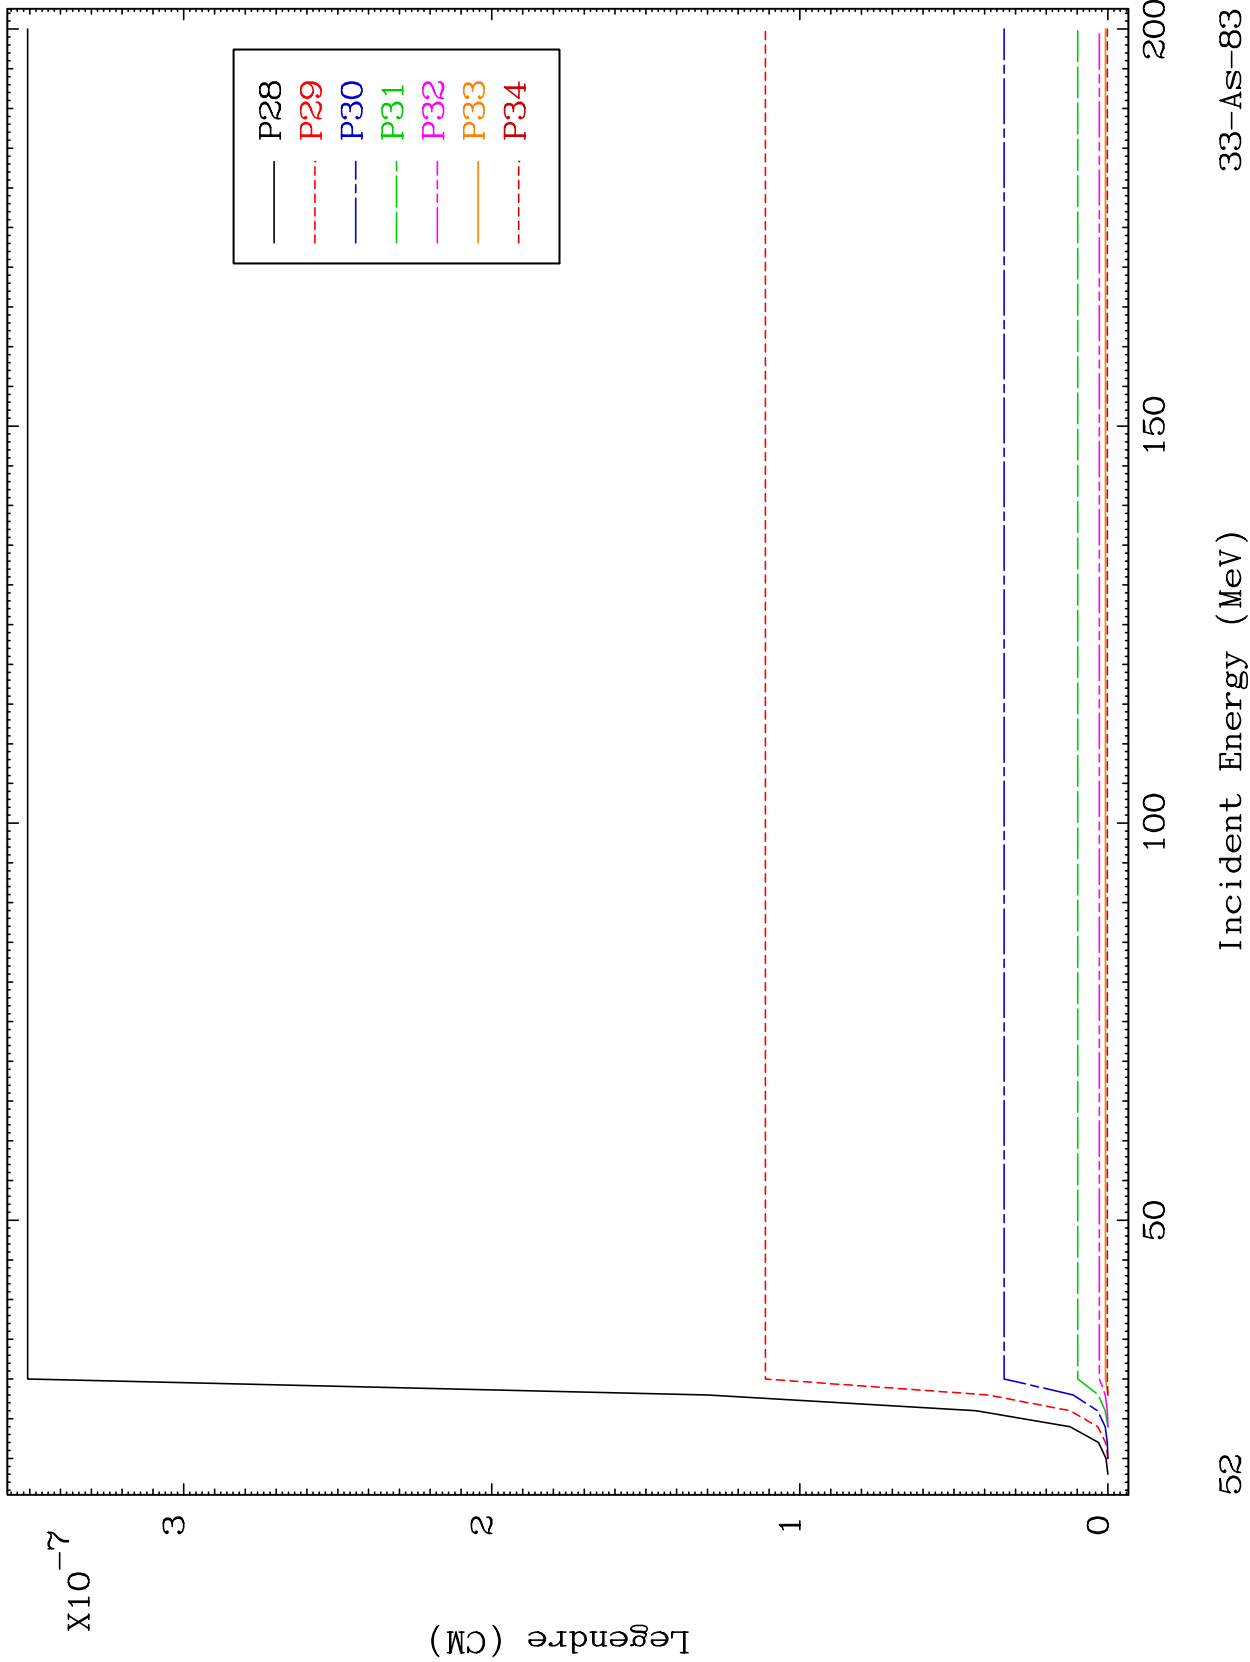 X10-7
3
2
1
0
Legendre (CM)
P28
P29
P30
P31
P32
P33
P34
50
100
150
200
Incident Energy (MeV)
52
33-As-83